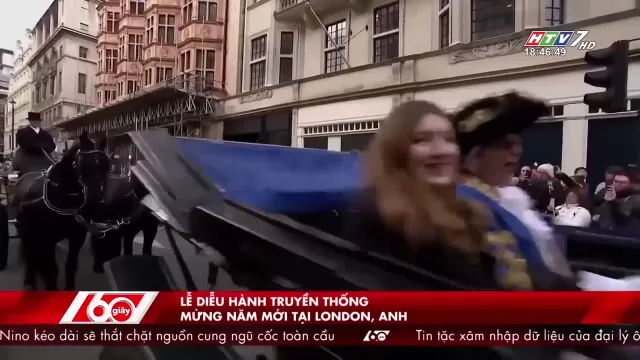 HTV7 HD
18:46:49
60 giây
LỄ DIỄU HÀNH TRUYỀN THỐNG
MỪNG NĂM MỚI TẠI LONDON, ANH
Nino kéo dài sẽ thắt chặt nguồn cung ngũ cốc toàn cầu 60 giây Tin tặc xâm nhập dữ liệu của đại lý ô